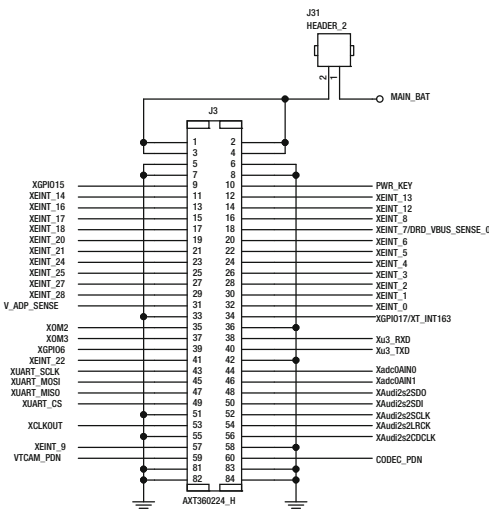 J31
HEADER_2
2 1
MAIN_BAT
J3
1 2
3 4
5 6
7 8
XGPIO15 9 10 PWR_KEY
XEINT_14 11 12 XEINT_13
XEINT_16 13 14 XEINT_12
XEINT_17 15 16 XEINT_8
XEINT_18 17 18 XEINT_7/DRD_VBUS_SENSE_0
XEINT_20 19 20 XEINT_6
XEINT_21 21 22 XEINT_5
XEINT_24 23 24 XEINT_4
XEINT_25 25 26 XEINT_3
XEINT_27 27 28 XEINT_2
XEINT_28 29 30 XEINT_1
V_ADP_SENSE 31 32 XEINT_0
33 34 XGPIO17/XT_INT163
XOM2 35 36
XOM3 37 38 Xu3_RXD
XGPIO6 39 40 Xu3_TXD
XEINT_22 41 42
XUART_SCLK 43 44 Xadc0AIN0
XUART_MOSI 45 46 Xadc0AIN1
XUART_MISO 47 48 XAudi2s2SDO
XUART_CS 49 50 XAudi2s2SDI
51 52 XAudi2s2SCLK
XCLKOUT 53 54 XAudi2s2LRCK
55 56 XAudi2s2CDCLK
XEINT_9 57 58
VTCAM_PDN 59 60 CODEC_PDN
81 83
82 84
AXT360224_H